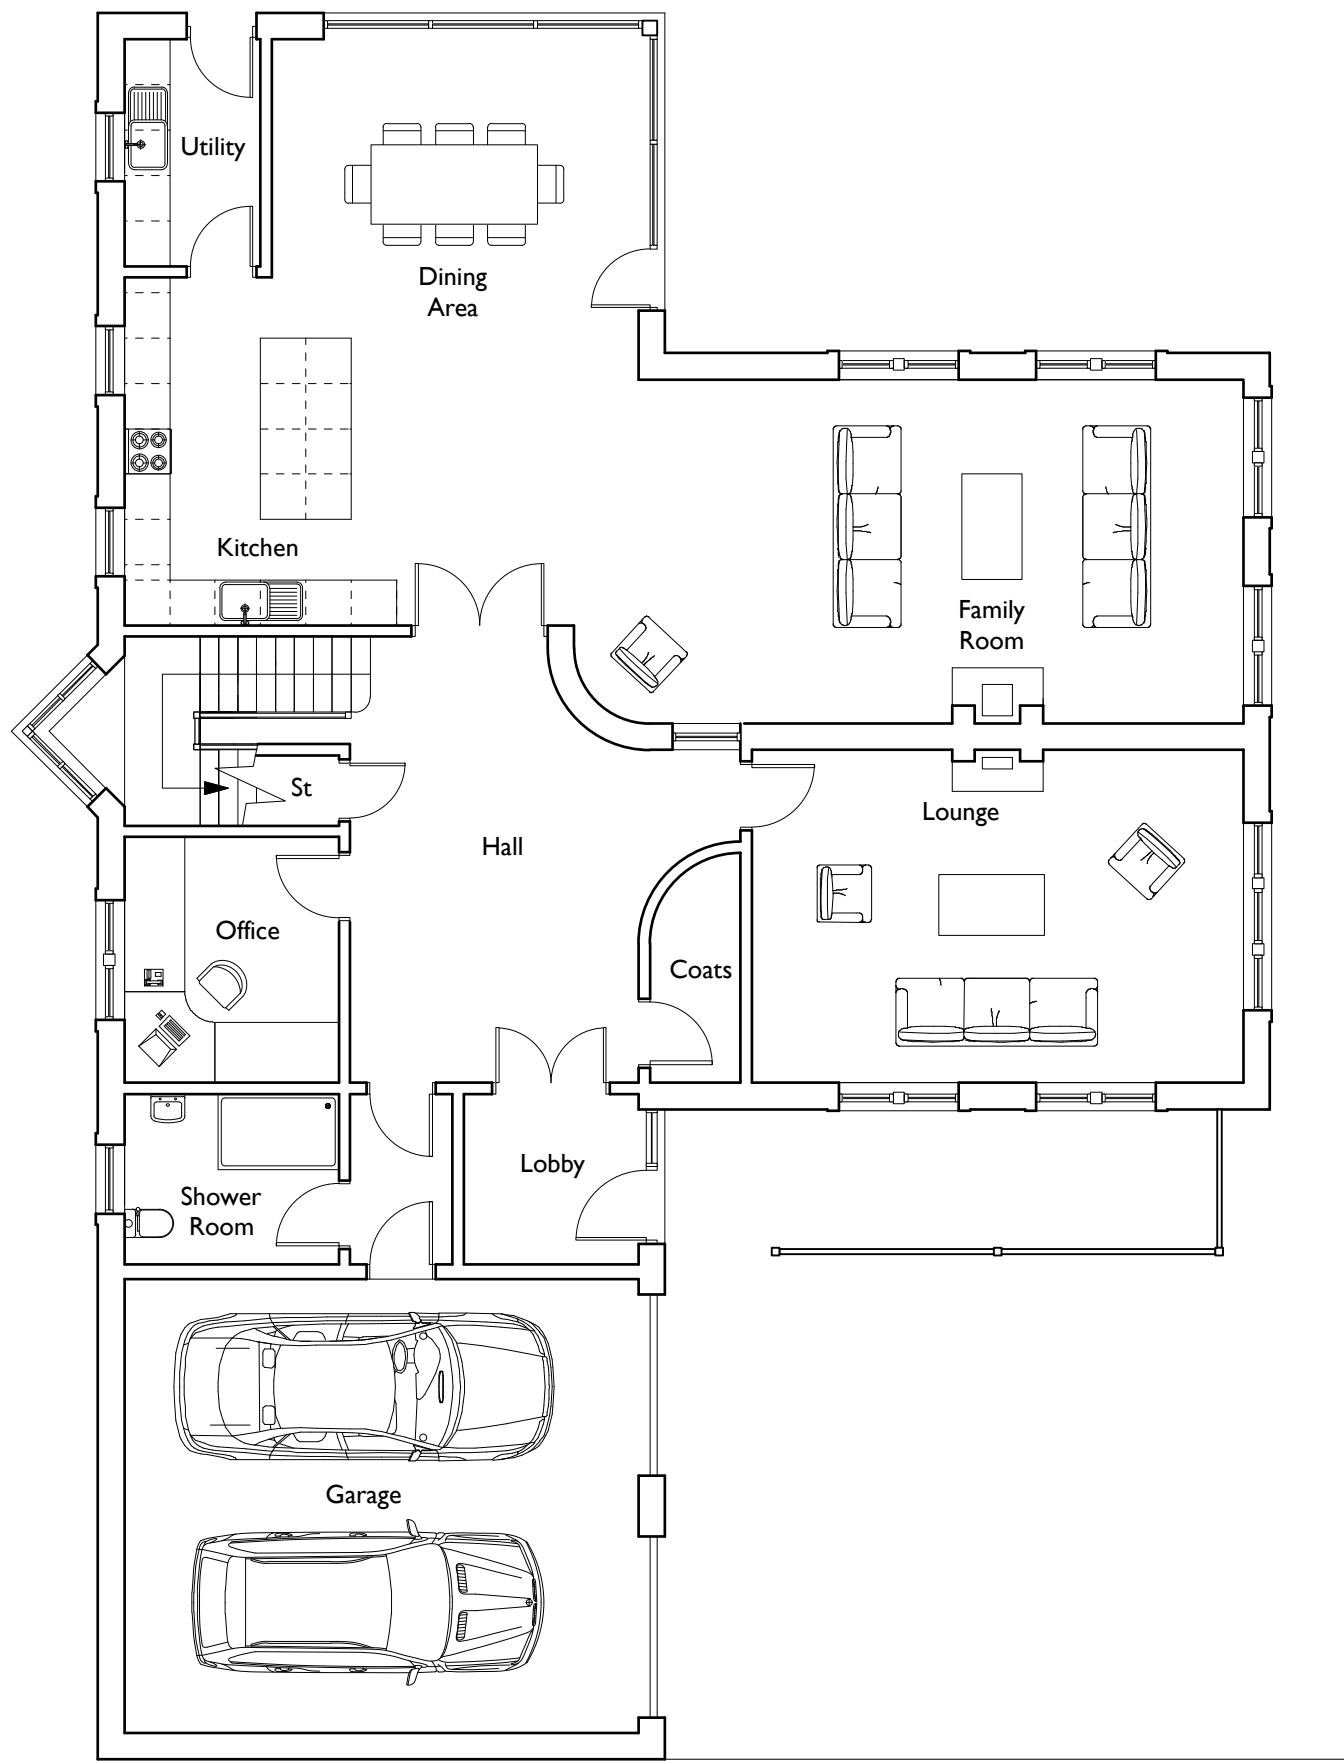 Utility
Dining
Area
Kitchen
Family
Room
St
Lounge
Hall
Office
Coats
Lobby
Shower
Room
Garage